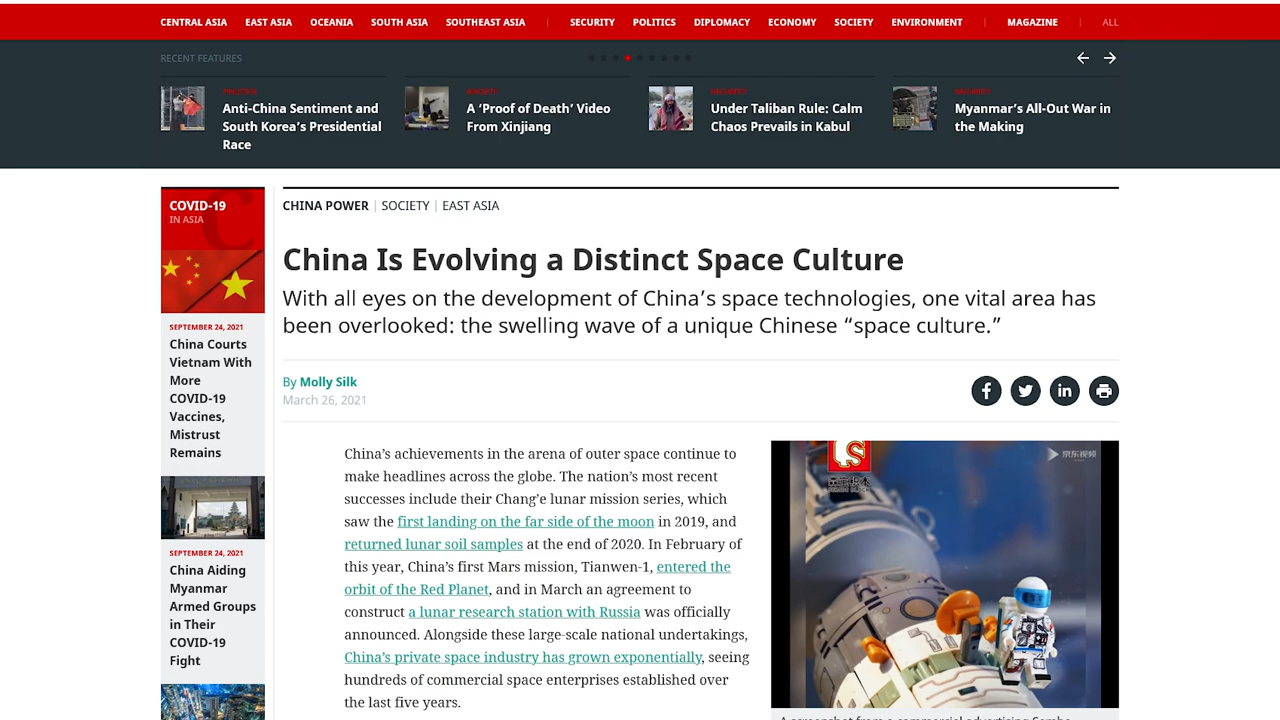 CENTRAL ASIA EAST ASIA OCEANIA SOUTH ASIA SOUTHEAST ASIA | SECURITY POLITICS DIPLOMACY ECONOMY SOCIETY ENVIRONMENT | MAGAZINE | ALL
RECENT FEATURES
POLITICS
Anti-China Sentiment and
South Korea's Presidential
Race
SOCIETY
A ‘Proof of Death’ Video
From Xinjiang
SECURITY
Under Taliban Rule: Calm
Chaos Prevails in Kabul
SECURITY
Myanmar's All-Out War in
the Making
COVID-19
IN ASIA
SEPTEMBER 24, 2021
China Courts
Vietnam With
More
COVID-19
Vaccines,
Mistrust
Remains
SEPTEMBER 24, 2021
China Aiding
Myanmar
Armed Groups
in Their
COVID-19
Fight
CHINA POWER | SOCIETY | EAST ASIA
China Is Evolving a Distinct Space Culture
With all eyes on the development of China’s space technologies, one vital area has
been overlooked: the swelling wave of a unique Chinese “space culture.”
By Molly Silk
March 26, 2021
China’s achievements in the arena of outer space continue to
make headlines across the globe. The nation’s most recent
successes include their Chang’e lunar mission series, which
saw the first landing on the far side of the moon in 2019, and
returned lunar soil samples at the end of 2020. In February of
this year, China’s first Mars mission, Tianwen-1, entered the
orbit of the Red Planet, and in March an agreement to
construct a lunar research station with Russia was officially
announced. Alongside these large-scale national undertakings,
China’s private space industry has grown exponentially, seeing
hundreds of commercial space enterprises established over
the last five years.
京东视频
A screenshot from a commercial advertising Sembo